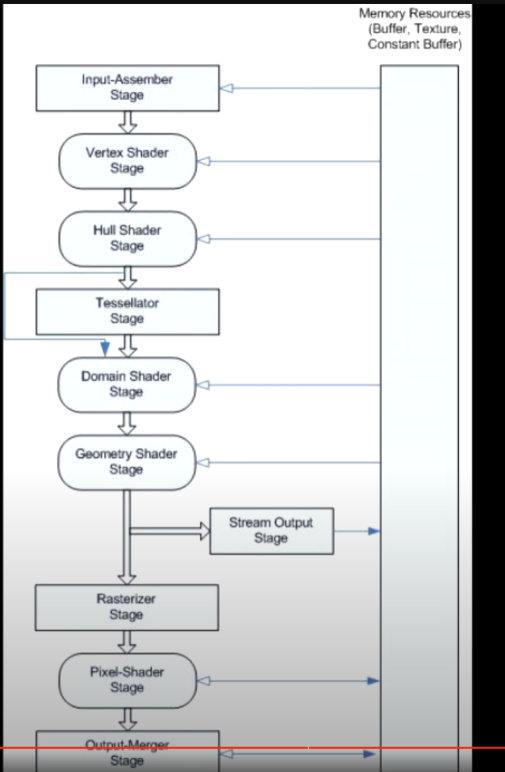 Memory Resources
(Buffer, Texture,
Constant Buffer)
Input-Assember
Stage
Vertex Shader
Stage
Hull Shader
Stage
Tessellator
Stage
Domain Shader
Stage
Geometry Shader
Stage
Stream Output
Stage
Rasterizer
Stage
Pixel-Shader
Stage
Output-Merger
Stage